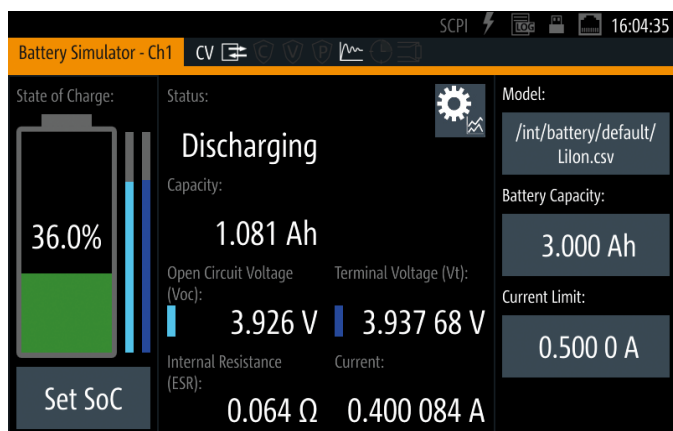 SCPI LOG 16:04:35
Battery Simulator - Ch1 CV C V P
State of Charge:
36.0%
Set SoC
Status:
Discharging
Capacity:
1.081 Ah
Open Circuit Voltage
(Voc):
3.926 V
Terminal Voltage (Vt):
3.937 68 V
Internal Resistance
(ESR):
0.064 Ω
Current:
0.400 084 A
Model:
/int/battery/default/
LiIon.csv
Battery Capacity:
3.000 Ah
Current Limit:
0.500 0 A